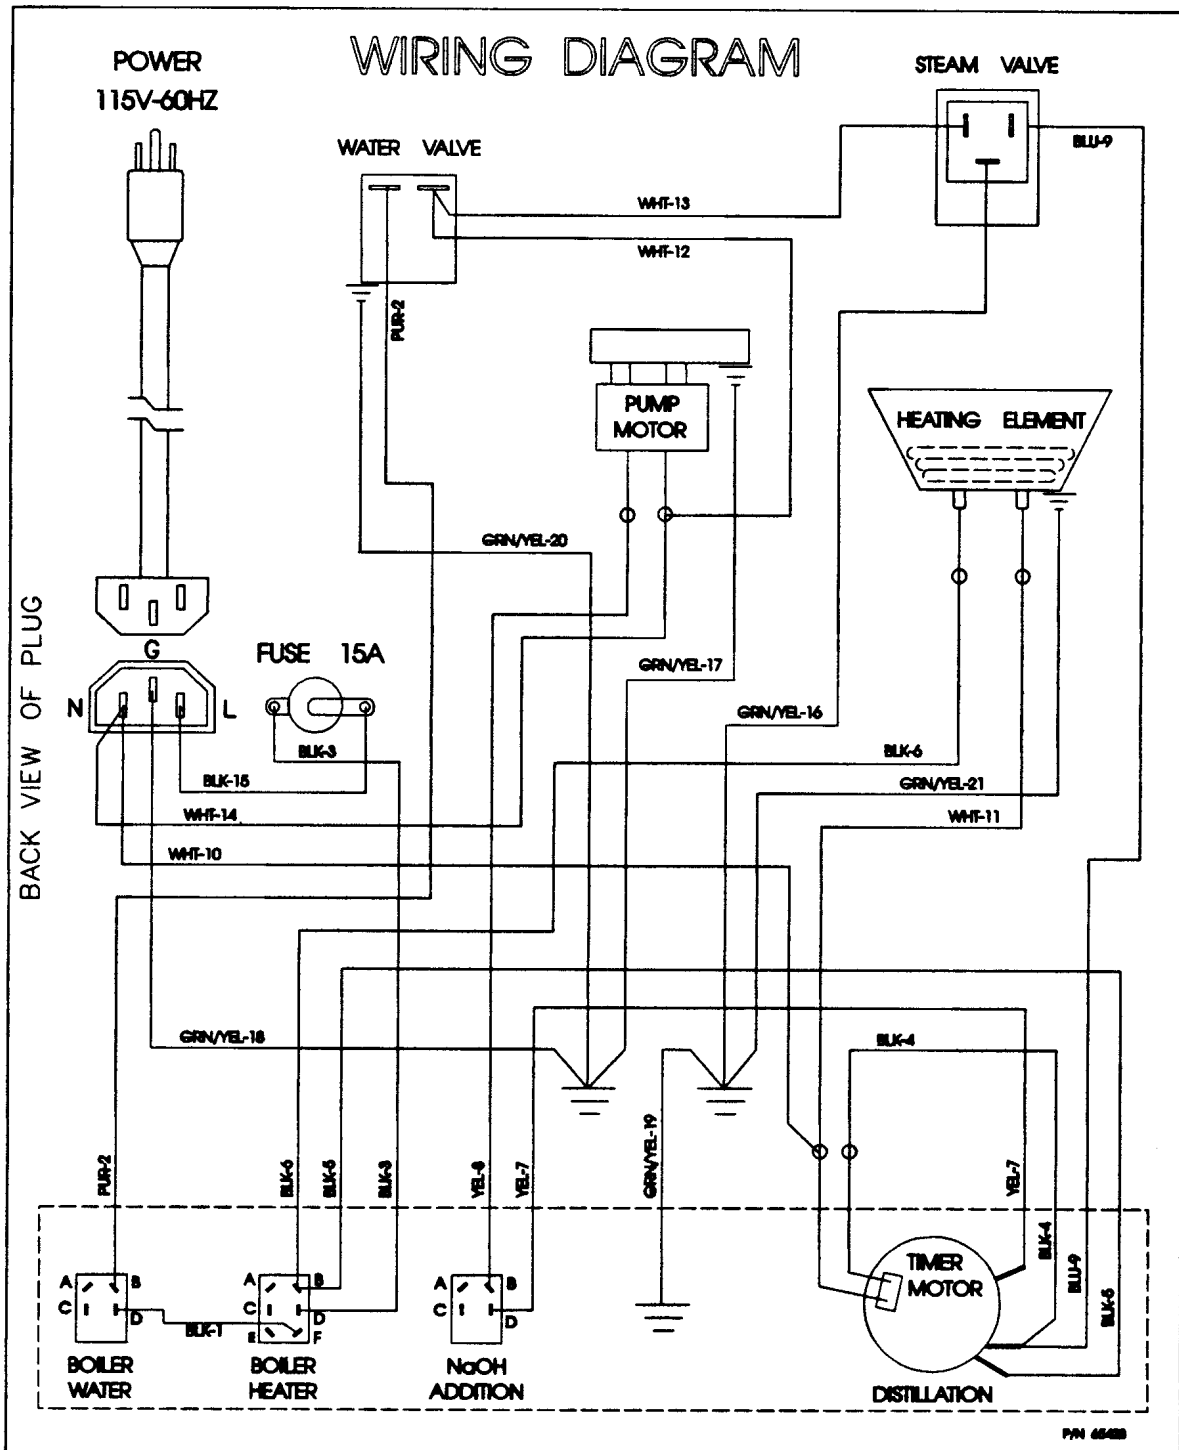 WIRING DIAGRAM
POWER
115V-60HZ
STEAM VALVE
WATER VALVE
BLU-9
WHT-13
WHT-12
PUR-2
PUMP
MOTOR
HEATING ELEMENT
GRN/YEL-20
BACK VIEW OF PLUG
G
FUSE 15A
N
L
GRN/YEL-17
GRN/YEL-16
BLK-3
BLK-6
BLK-15
GRN/YEL-21
WHT-14
WHT-11
WHT-10
GRN/YEL-18
BLK-4
PUR-2
BLK-6
BLK-5
BLK-3
YEL-8
YEL-7
GRN/YEL-19
YEL-7
BLK-4
BLU-9
BLK-5
TIMER
MOTOR
A B
C D
BLK-1
A B
C D
E F
A B
C D
BOILER
WATER
BOILER
HEATER
NaOH
ADDITION
DISTILLATION